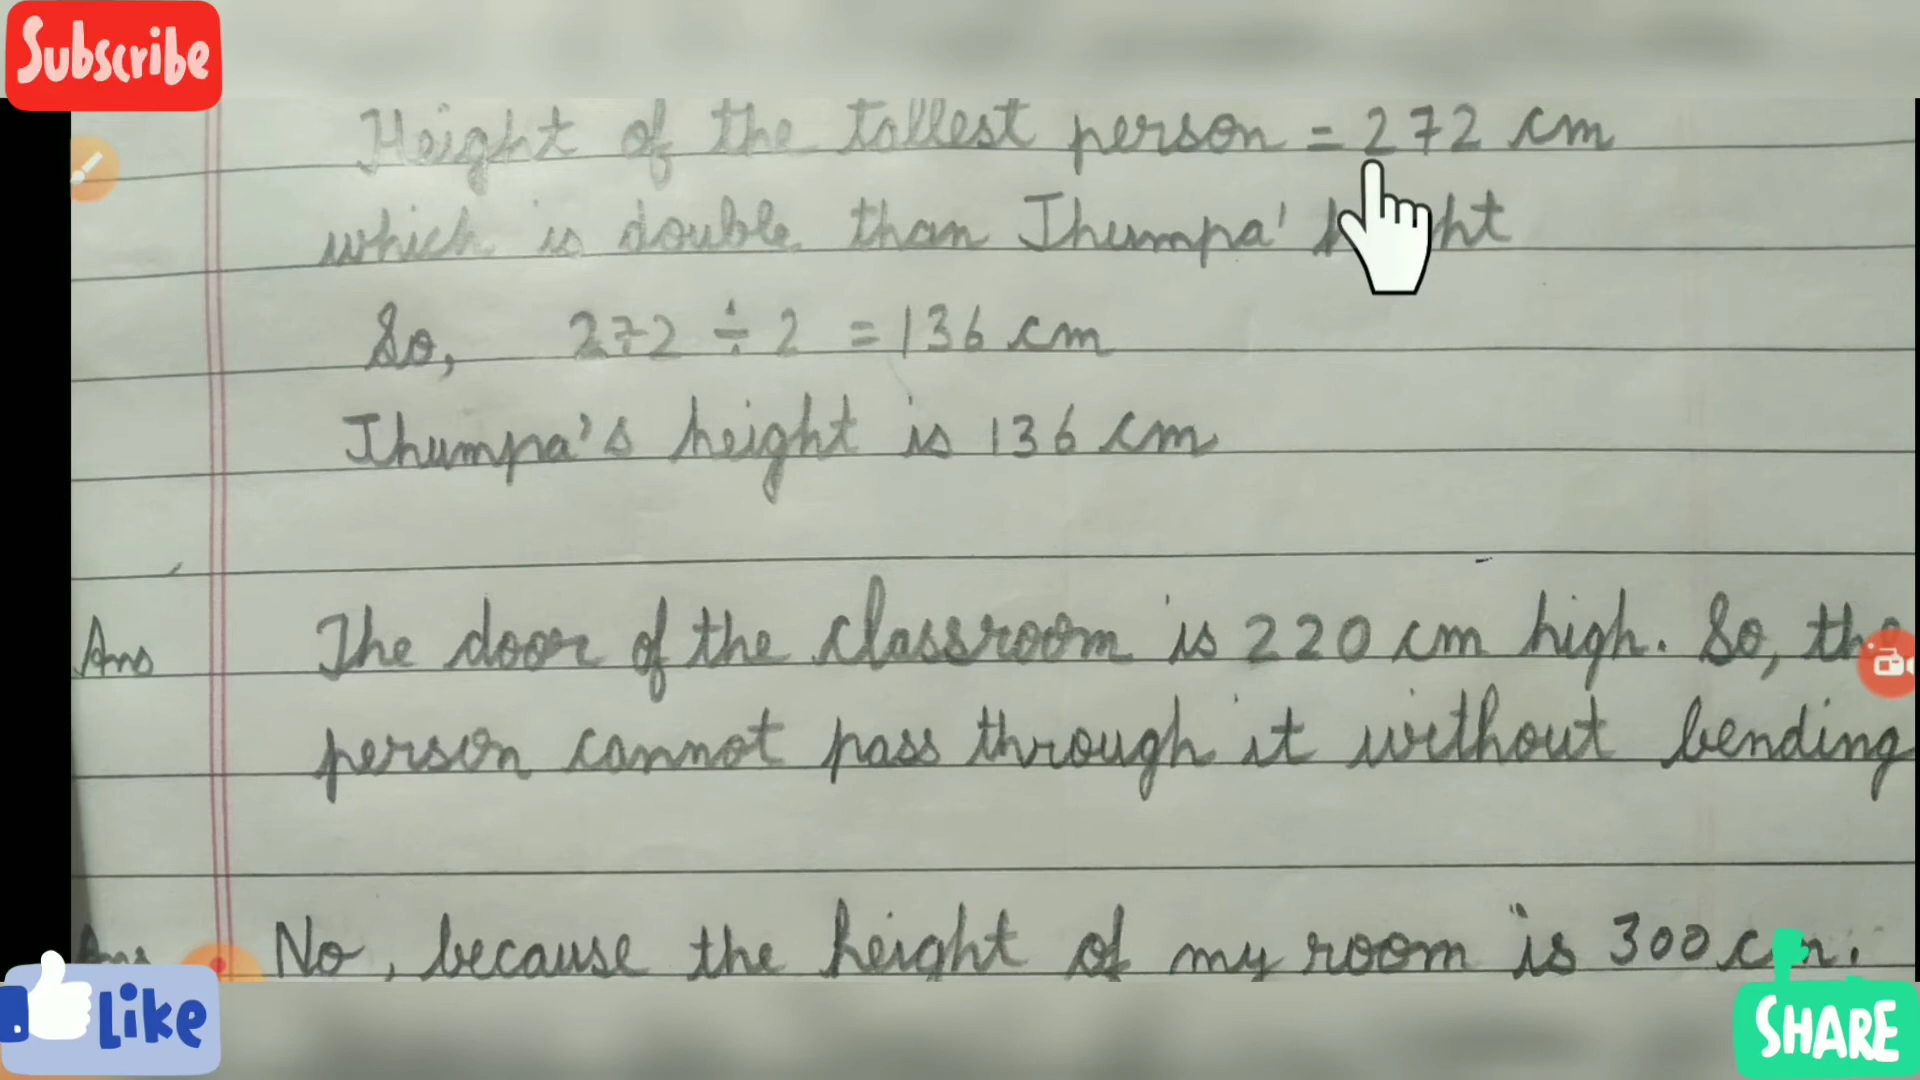 Subscribe
Height of the tallest person = 272 cm
which is double than Jhumpa' ht
So, 272 ÷ 2 = 136 cm
Jhumpa's height is 136 cm
Ans The door of the classroom is 220 cm high. So, the
person cannot pass through it without bending
Ans No, because the height of my room is 300 cm.
Like
SHARE